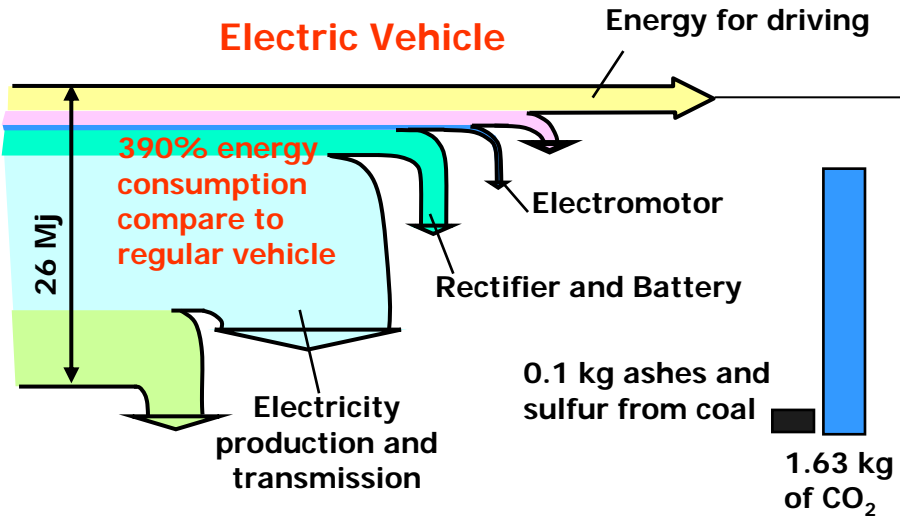 Electric Vehicle
Energy for driving
390% energy
consumption
compare to
regular vehicle
26 Mj
Electromotor
Rectifier and Battery
Electricity
production and
transmission
0.1 kg ashes and
sulfur from coal
1.63 kg
of CO₂